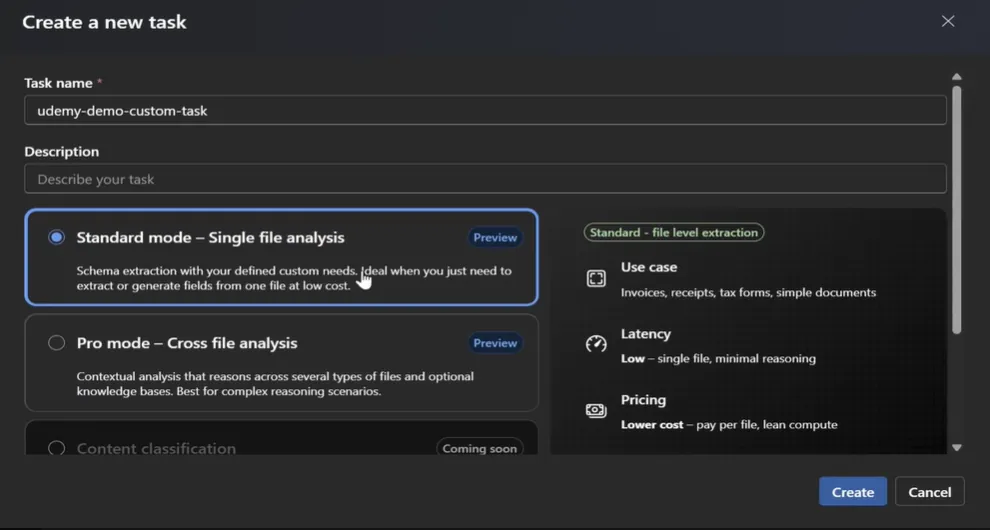 Create a new task
Task name *
udemy-demo-custom-task
Description
Describe your task
Standard mode – Single file analysis
Preview
Schema extraction with your defined custom needs. Ideal when you just need to
extract or generate fields from one file at low cost.
Pro mode – Cross file analysis
Preview
Contextual analysis that reasons across several types of files and optional
knowledge bases. Best for complex reasoning scenarios.
Content classification
Coming soon
Standard - file level extraction
Use case
Invoices, receipts, tax forms, simple documents
Latency
Low – single file, minimal reasoning
Pricing
Lower cost – pay per file, lean compute
Create
Cancel